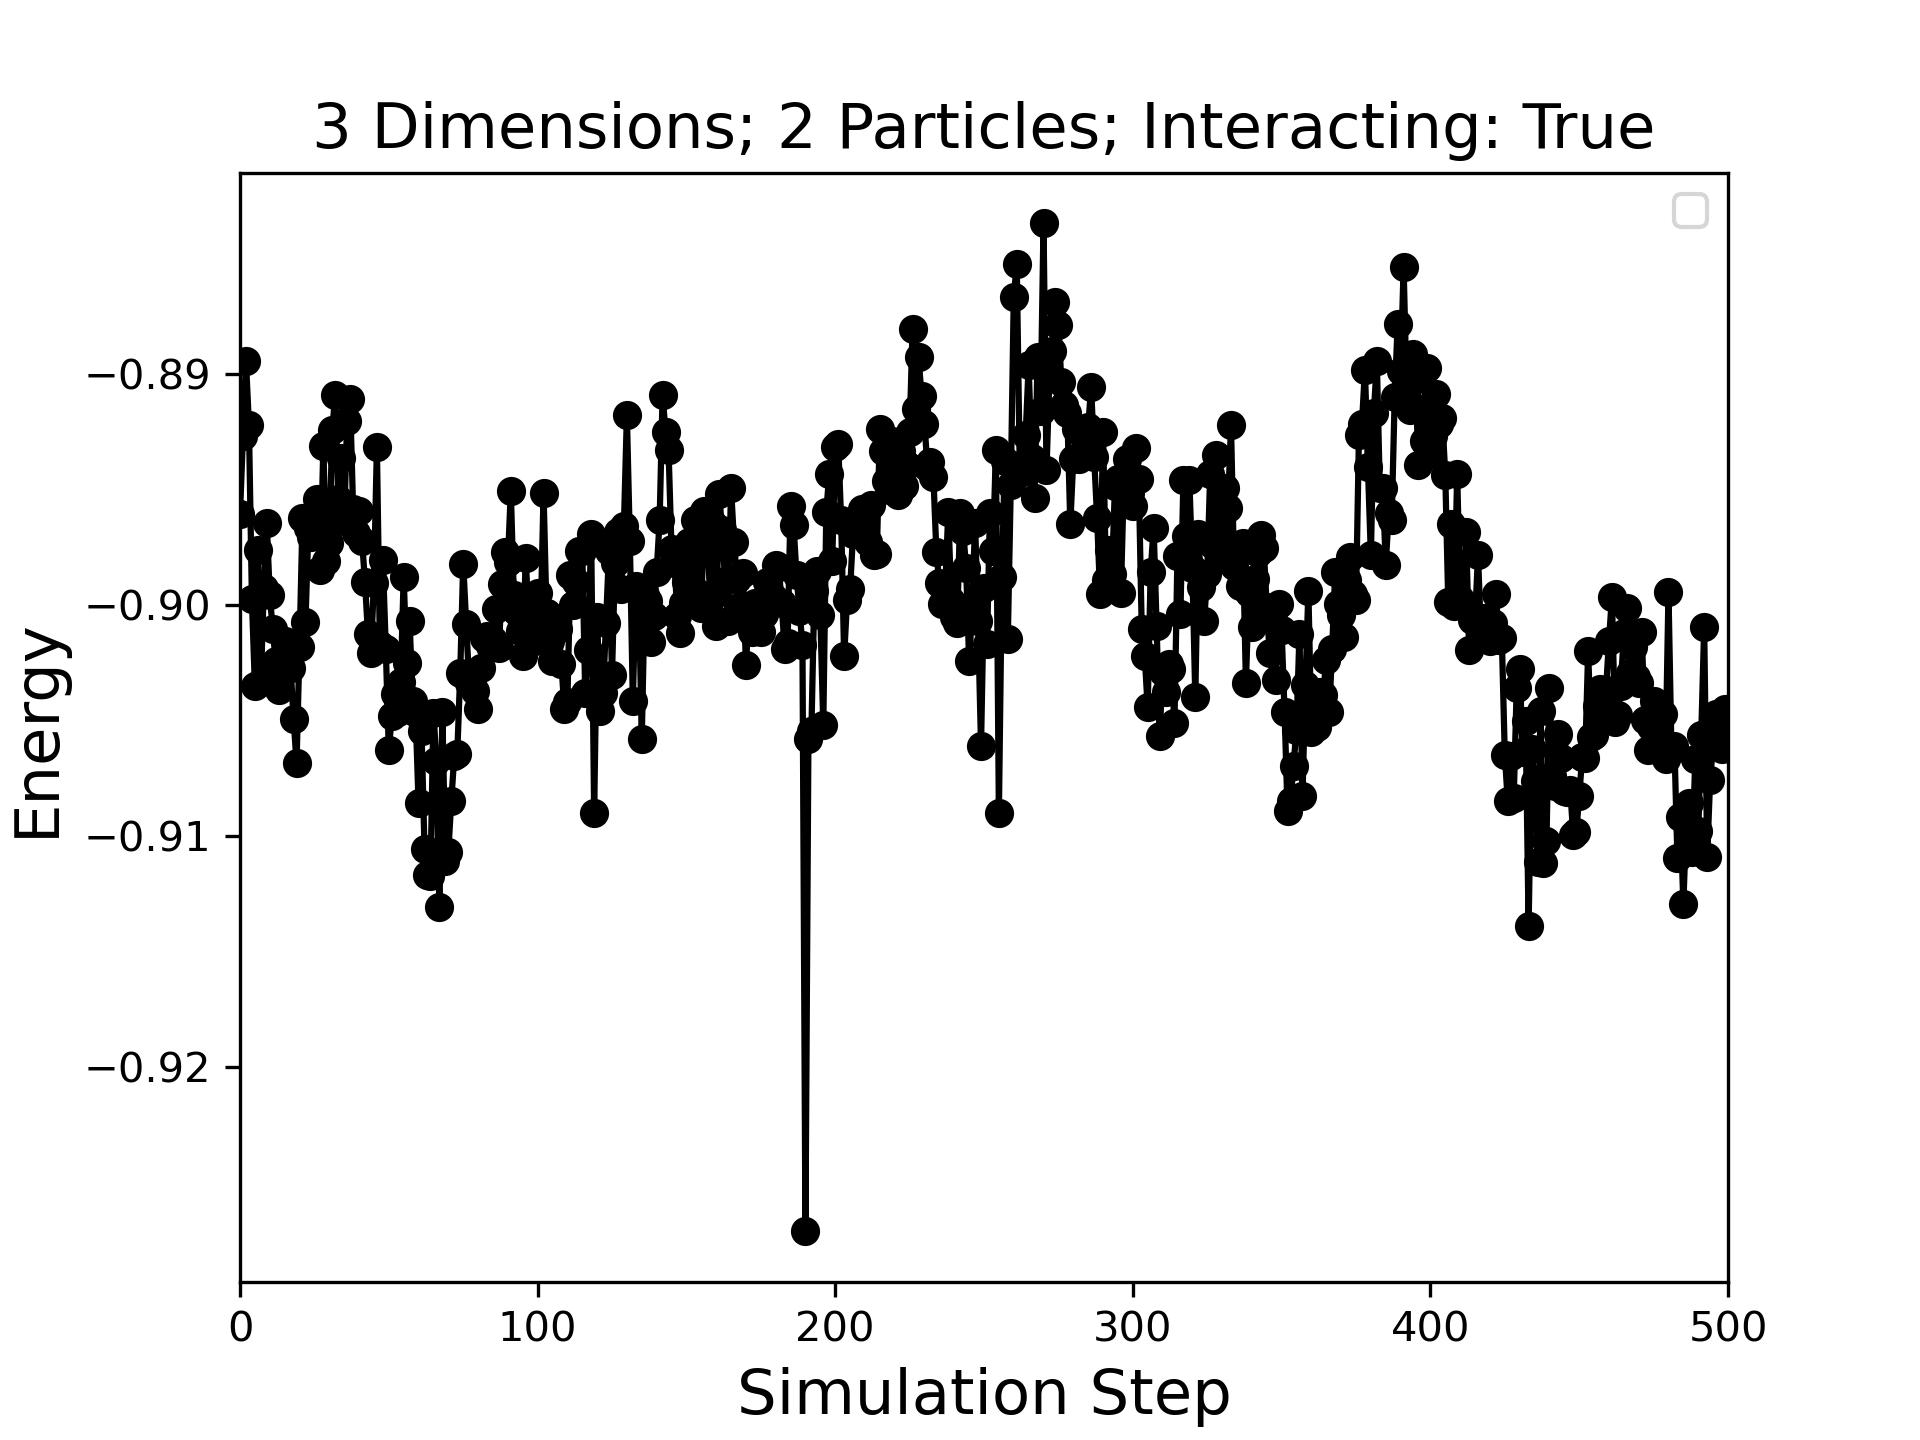 3 Dimensions; 2 Particles; Interacting: True
Energy
−0.89
−0.90
−0.91
−0.92
0 100 200 300 400 500
Simulation Step